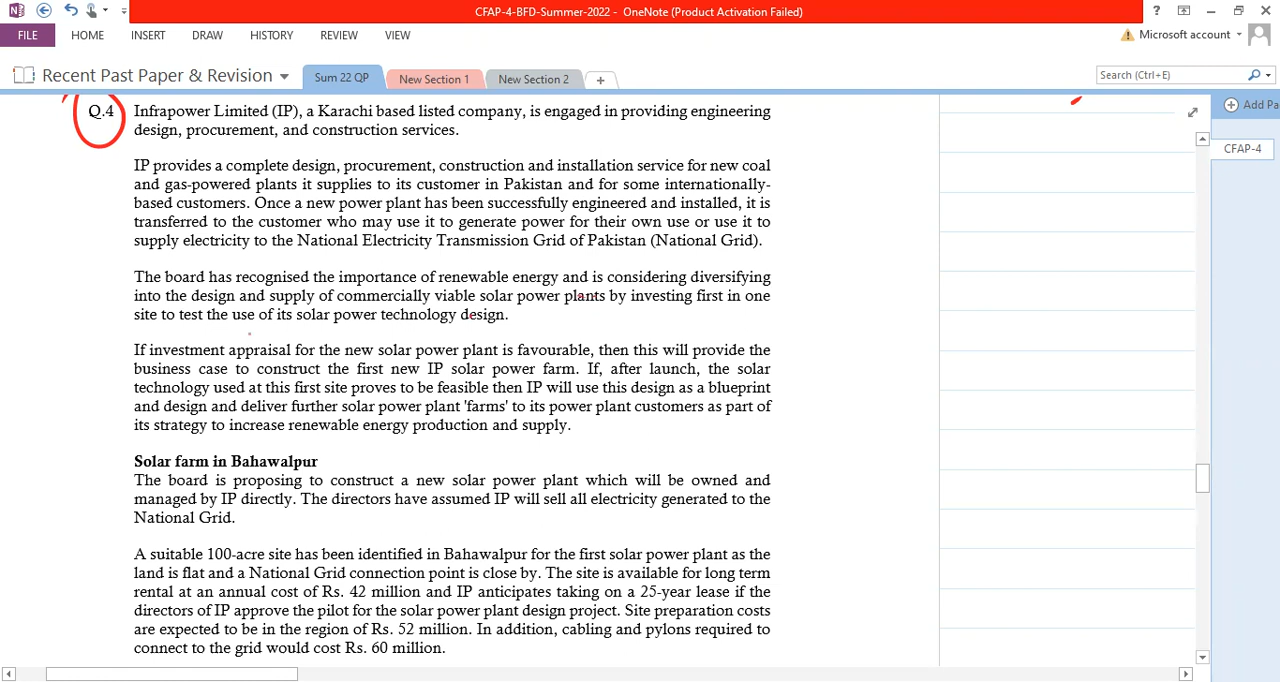 CFAP-4-BFD-Summer-2022 - OneNote (Product Activation Failed)
FILE HOME INSERT DRAW HISTORY REVIEW VIEW
Microsoft account
Recent Past Paper & Revision Sum 22 QP New Section 1 New Section 2 + Search (Ctrl+E)
Add Pa
CFAP-4
Q.4 Infrapower Limited (IP), a Karachi based listed company, is engaged in providing engineering
design, procurement, and construction services.
IP provides a complete design, procurement, construction and installation service for new coal
and gas-powered plants it supplies to its customer in Pakistan and for some internationally-
based customers. Once a new power plant has been successfully engineered and installed, it is
transferred to the customer who may use it to generate power for their own use or use it to
supply electricity to the National Electricity Transmission Grid of Pakistan (National Grid).
The board has recognised the importance of renewable energy and is considering diversifying
into the design and supply of commercially viable solar power plants by investing first in one
site to test the use of its solar power technology design.
If investment appraisal for the new solar power plant is favourable, then this will provide the
business case to construct the first new IP solar power farm. If, after launch, the solar
technology used at this first site proves to be feasible then IP will use this design as a blueprint
and design and deliver further solar power plant 'farms' to its power plant customers as part of
its strategy to increase renewable energy production and supply.
Solar farm in Bahawalpur
The board is proposing to construct a new solar power plant which will be owned and
managed by IP directly. The directors have assumed IP will sell all electricity generated to the
National Grid.
A suitable 100-acre site has been identified in Bahawalpur for the first solar power plant as the
land is flat and a National Grid connection point is close by. The site is available for long term
rental at an annual cost of Rs. 42 million and IP anticipates taking on a 25-year lease if the
directors of IP approve the pilot for the solar power plant design project. Site preparation costs
are expected to be in the region of Rs. 52 million. In addition, cabling and pylons required to
connect to the grid would cost Rs. 60 million.